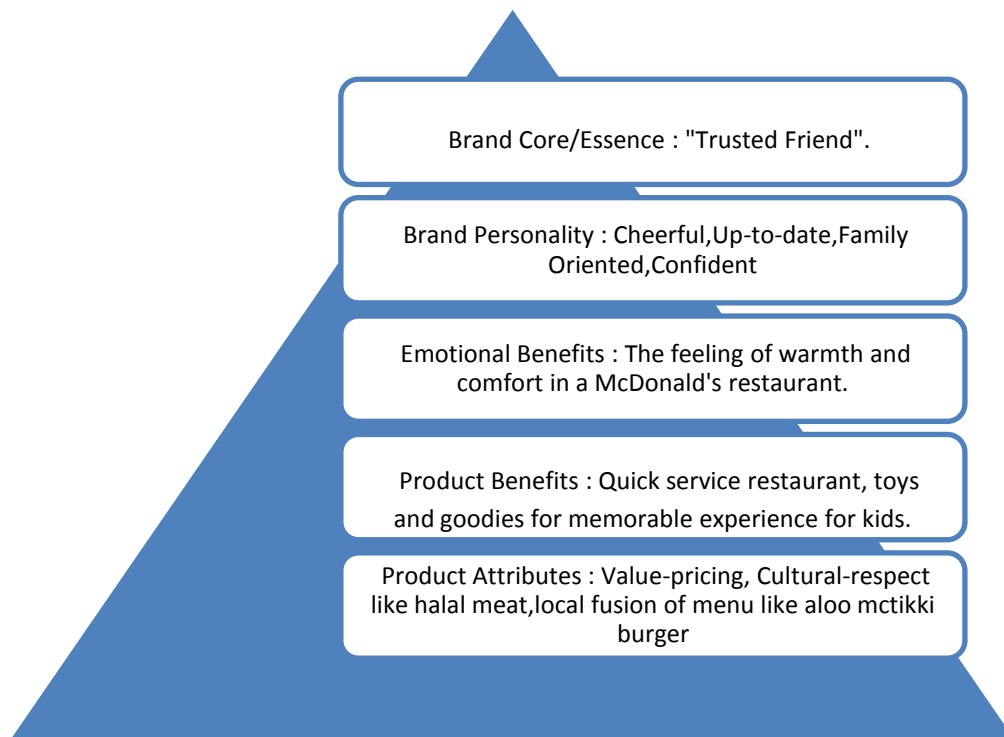 Brand Core/Essence : "Trusted Friend".
Brand Personality : Cheerful,Up-to-date,Family
Oriented,Confident
Emotional Benefits : The feeling of warmth and
comfort in a McDonald's restaurant.
Product Benefits : Quick service restaurant, toys
and goodies for memorable experience for kids.
Product Attributes : Value-pricing, Cultural-respect
like halal meat,local fusion of menu like aloo mctikki
burger